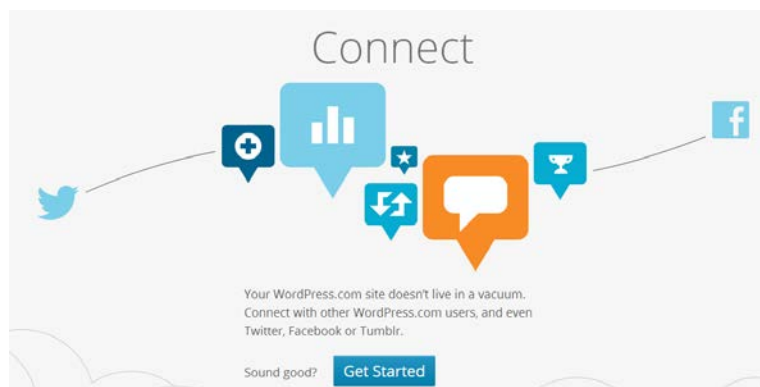 Connect
Your WordPress.com site doesn't live in a vacuum.
Connect with other WordPress.com users, and even
Twitter, Facebook or Tumblr.
Sound good? Get Started